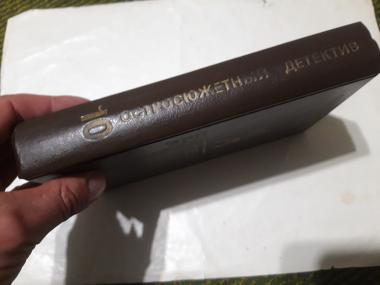 10
остросюжетный детектив